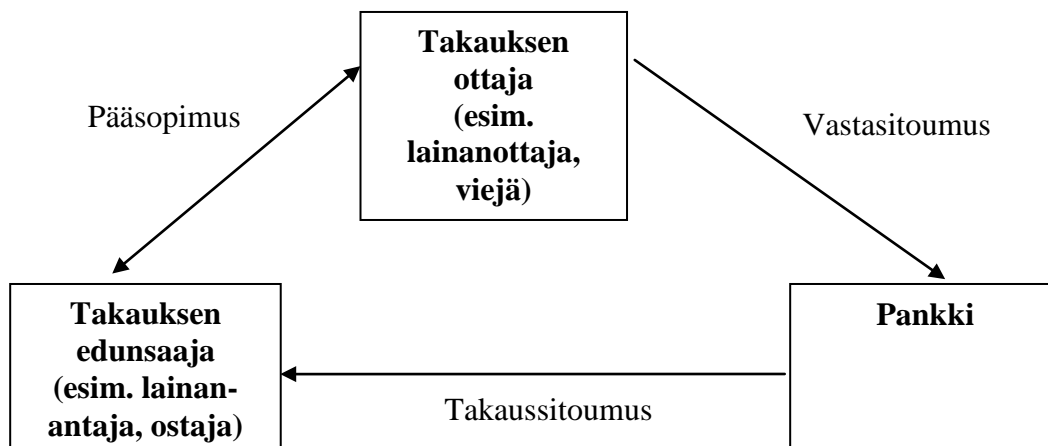 Takauksen
ottaja
(esim.
lainanottaja,
viejä)
Pääsopimus
Vastasitoumus
Takauksen
edunsaaja
(esim. lainan-
antaja, ostaja)
Pankki
Takaussitoumus